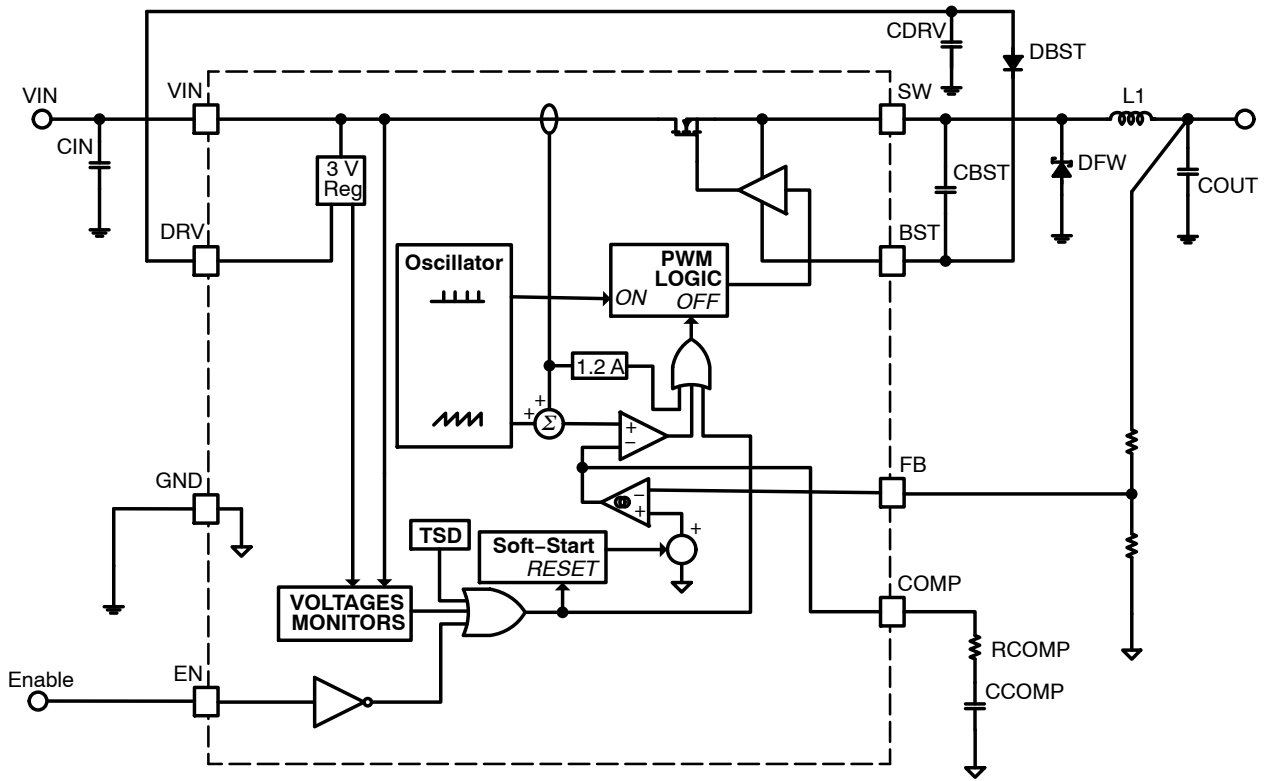 CDRV
DBST
VIN
VIN
SW
L1
CIN
3 V
Reg
CBST
DFW
COUT
DRV
BST
Oscillator
PWM
LOGIC
ON
OFF
1.2 A
+
+
Σ
+
−
GND
FB
−
+
+
TSD
Soft−Start
RESET
COMP
VOLTAGES
MONITORS
RCOMP
EN
Enable
CCOMP